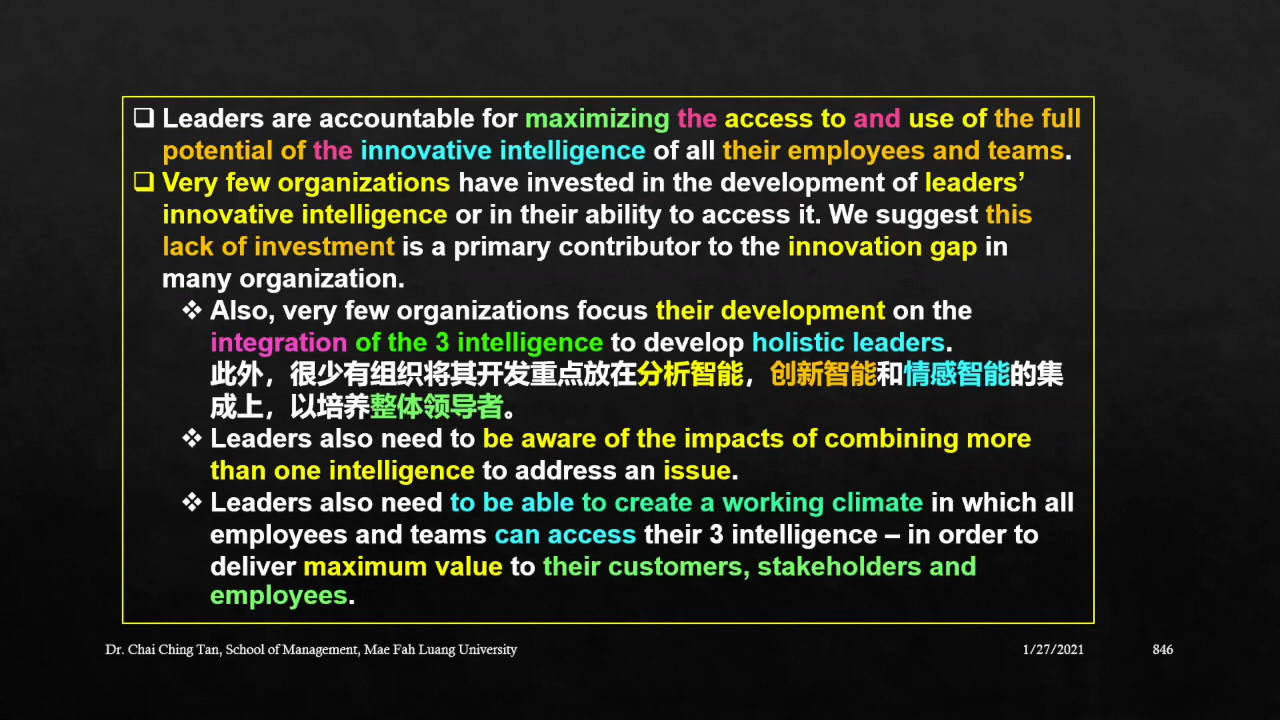 ❑ Leaders are accountable for maximizing the access to and use of the full
potential of the innovative intelligence of all their employees and teams.
❑ Very few organizations have invested in the development of leaders’
innovative intelligence or in their ability to access it. We suggest this
lack of investment is a primary contributor to the innovation gap in
many organization.
❖ Also, very few organizations focus their development on the
integration of the 3 intelligence to develop holistic leaders.
此外，很少有组织将其开发重点放在分析智能，创新智能和情感智能的集
成上，以培养整体领导者。
❖ Leaders also need to be aware of the impacts of combining more
than one intelligence to address an issue.
❖ Leaders also need to be able to create a working climate in which all
employees and teams can access their 3 intelligence – in order to
deliver maximum value to their customers, stakeholders and
employees.
Dr. Chai Ching Tan, School of Management, Mae Fah Luang University 1/27/2021 846